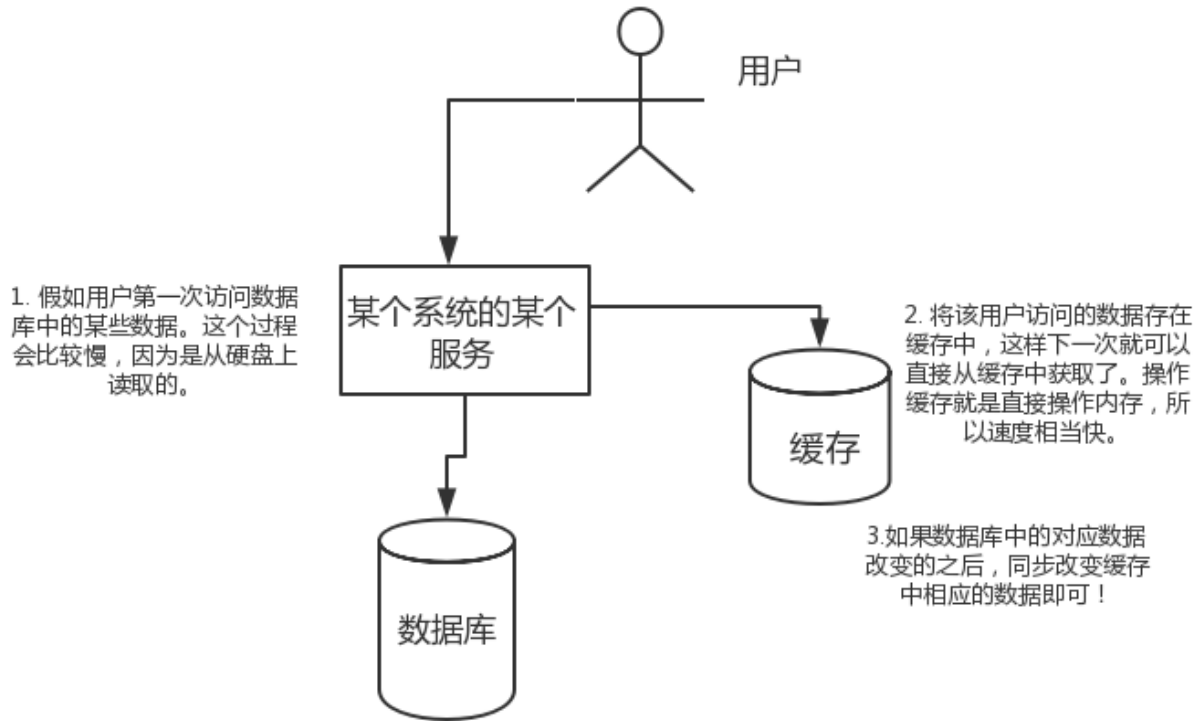 用户
1. 假如用户第一次访问数据
库中的某些数据。这个过程
会比较慢，因为是从硬盘上
读取的。
某个系统的某个
服务
2. 将该用户访问的数据存在
缓存中，这样下一次就可以
直接从缓存中获取了。操作
缓存就是直接操作内存，所
以速度相当快。
缓存
3.如果数据库中的对应数据
改变的之后，同步改变缓存
中相应的数据即可！
数据库